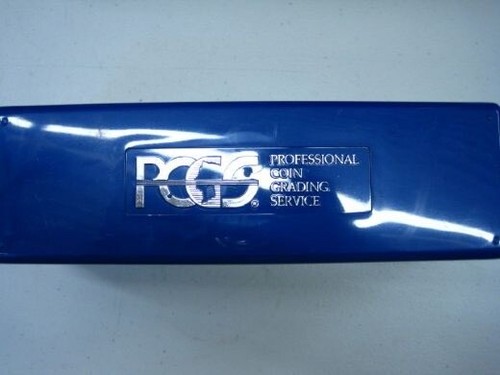 PCGS®
PROFESSIONAL
COIN
GRADING
SERVICE